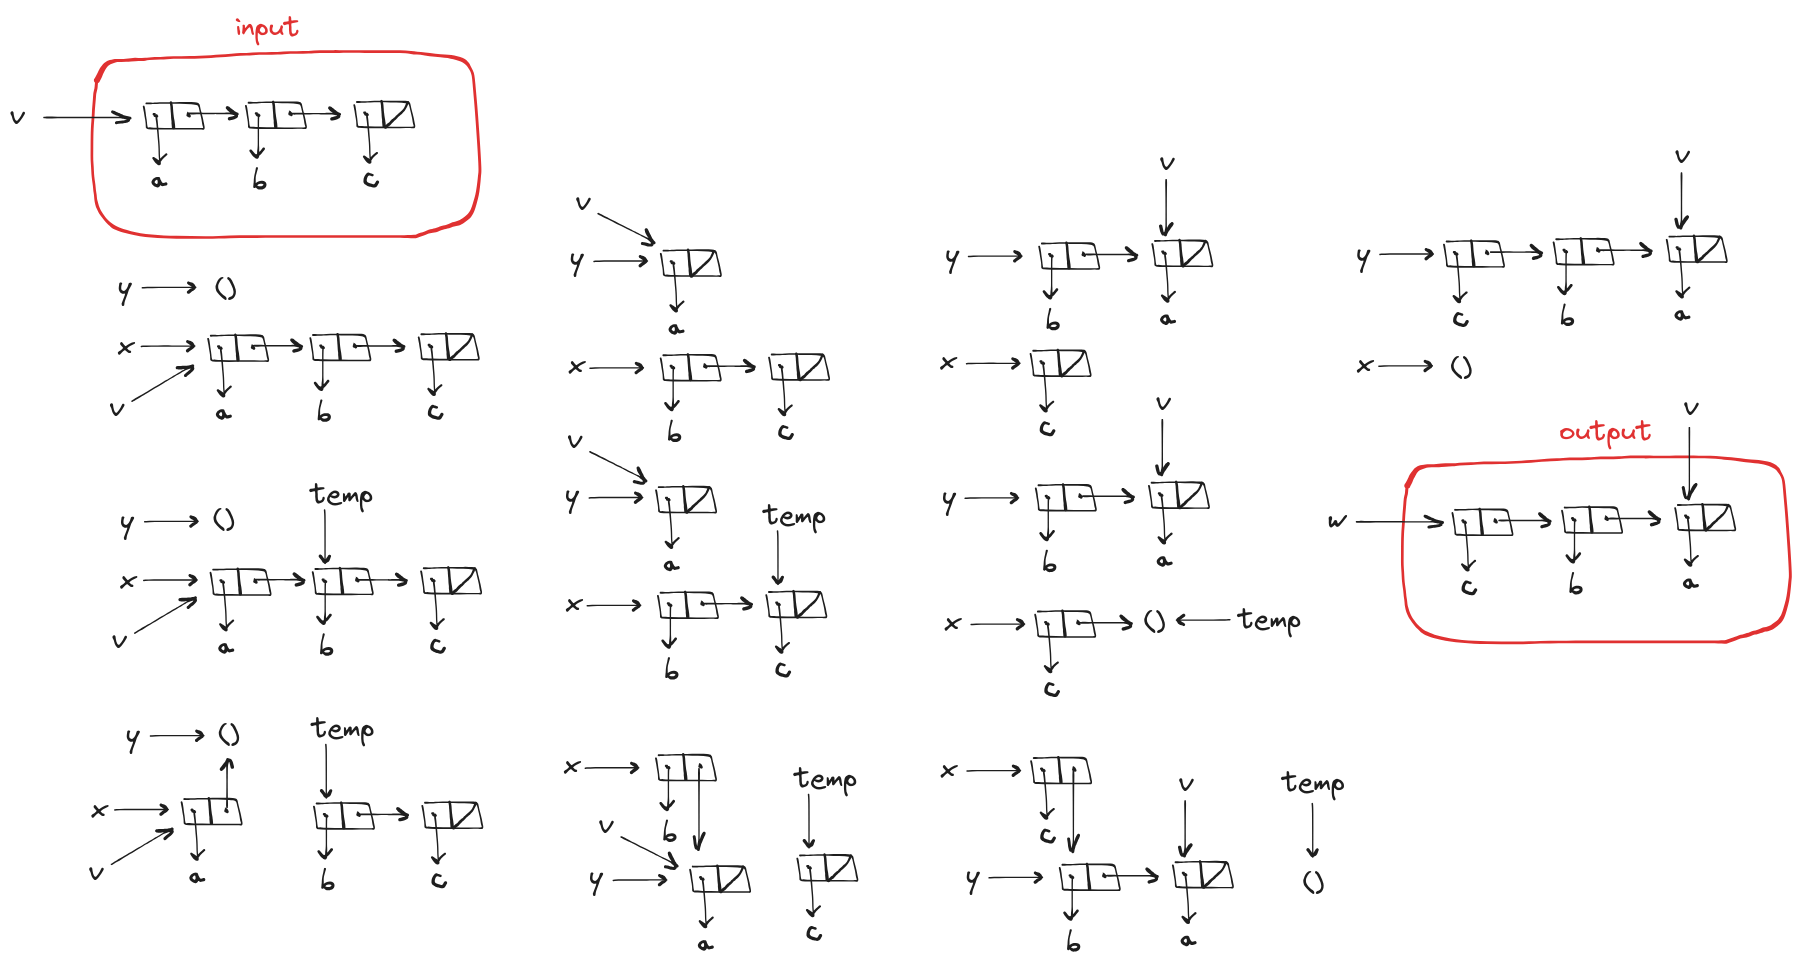 input
v
a b c
y ()
x
v
a b c
temp
y ()
x
v
a b c
y () temp
x
v
a b c
v
y
a
x
b c
v
y
a temp
x
b c
x
temp
b
v
y
a c
v
y
b a
x
c
v
y
b a
x () temp
c
x
c
v temp
y ()
b a
v
y
c b a
x ()
output
v
w
c b a